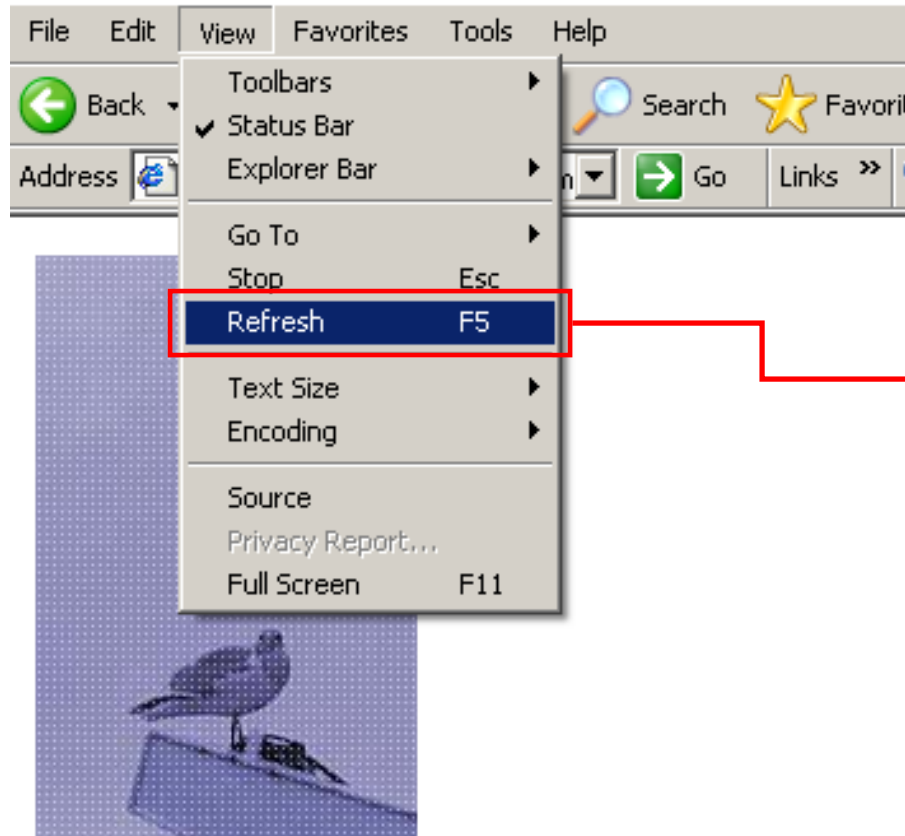 File Edit View Favorites Tools Help
Back Search Favorit
Address Go Links »
Toolbars
Status Bar
Explorer Bar
Go To
Stop Esc
Refresh F5
Text Size
Encoding
Source
Privacy Report...
Full Screen F11